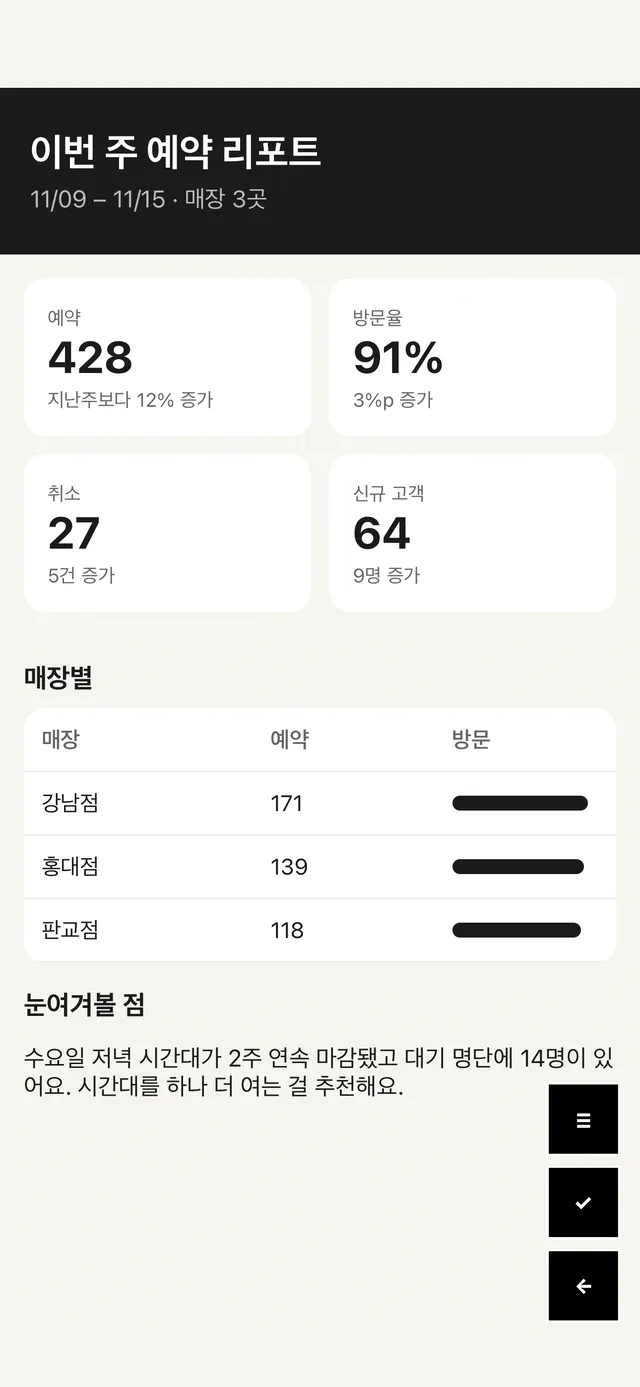 이번 주 예약 리포트
11/09 – 11/15 · 매장 3곳
예약
428
지난주보다 12% 증가
방문율
91%
3%p 증가
취소
27
5건 증가
신규 고객
64
9명 증가
매장별
매장 예약 방문
강남점 171
홍대점 139
판교점 118
눈여겨볼 점
수요일 저녁 시간대가 2주 연속 마감됐고 대기 명단에 14명이 있
어요. 시간대를 하나 더 여는 걸 추천해요.